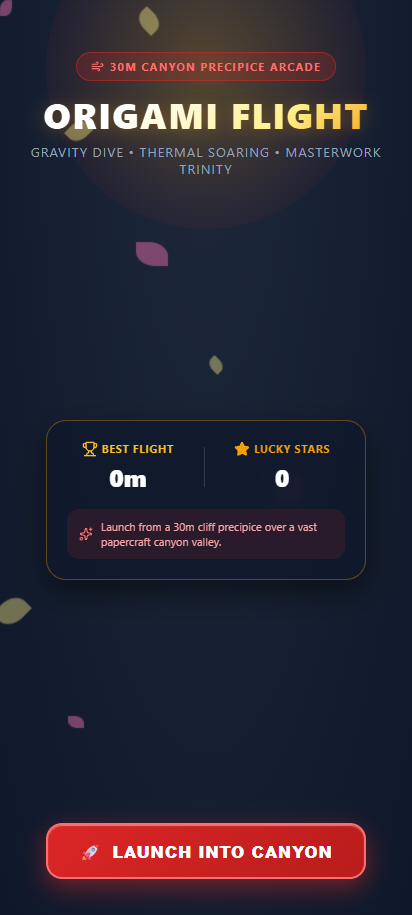 30M CANYON PRECIPICE ARCADE
ORIGAMI FLIGHT
GRAVITY DIVE • THERMAL SOARING • MASTERWORK
TRINITY
BEST FLIGHT
LUCKY STARS
0m
0
Launch from a 30m cliff precipice over a vast
papercraft canyon valley.
LAUNCH INTO CANYON